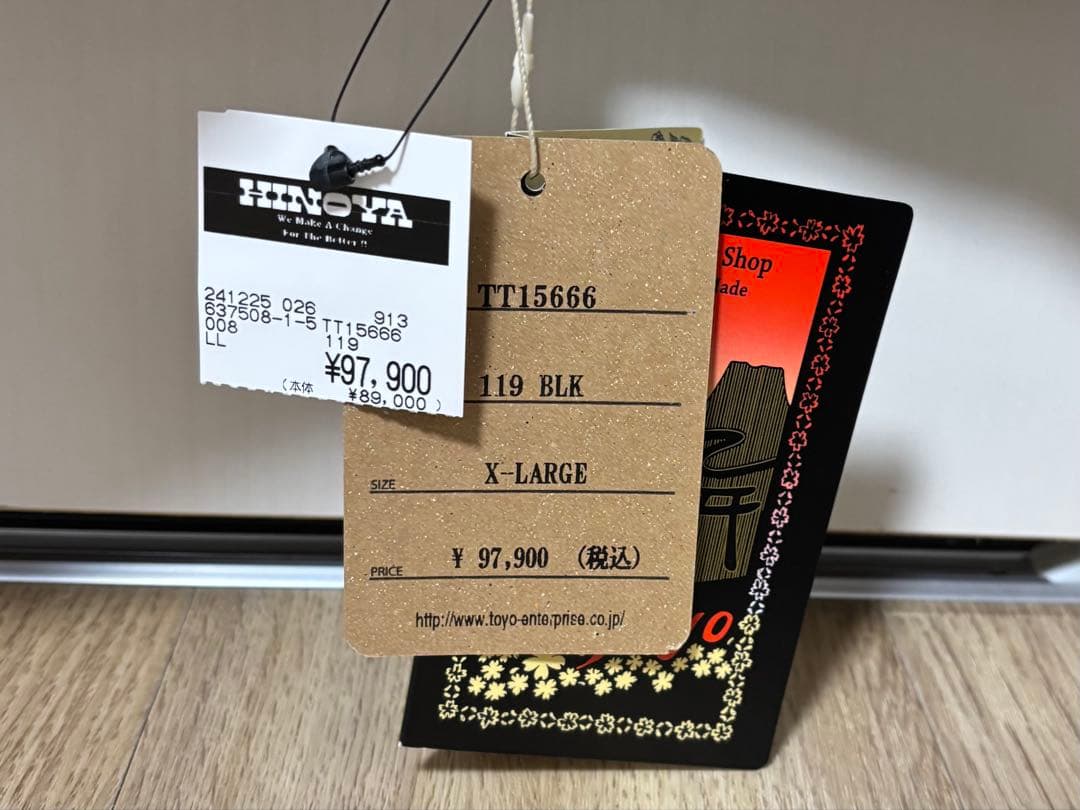 HINOYA
We Make A Change
For The Better !!
241225 026 913
637508-1-5 TT15666
008 119
LL
¥97,900
(本体 ¥89,000 )
TT15666
119 BLK
SIZE X-LARGE
PRICE ¥ 97,900 (税込)
http://www.toyo-enterprise.co.jp/
Shop